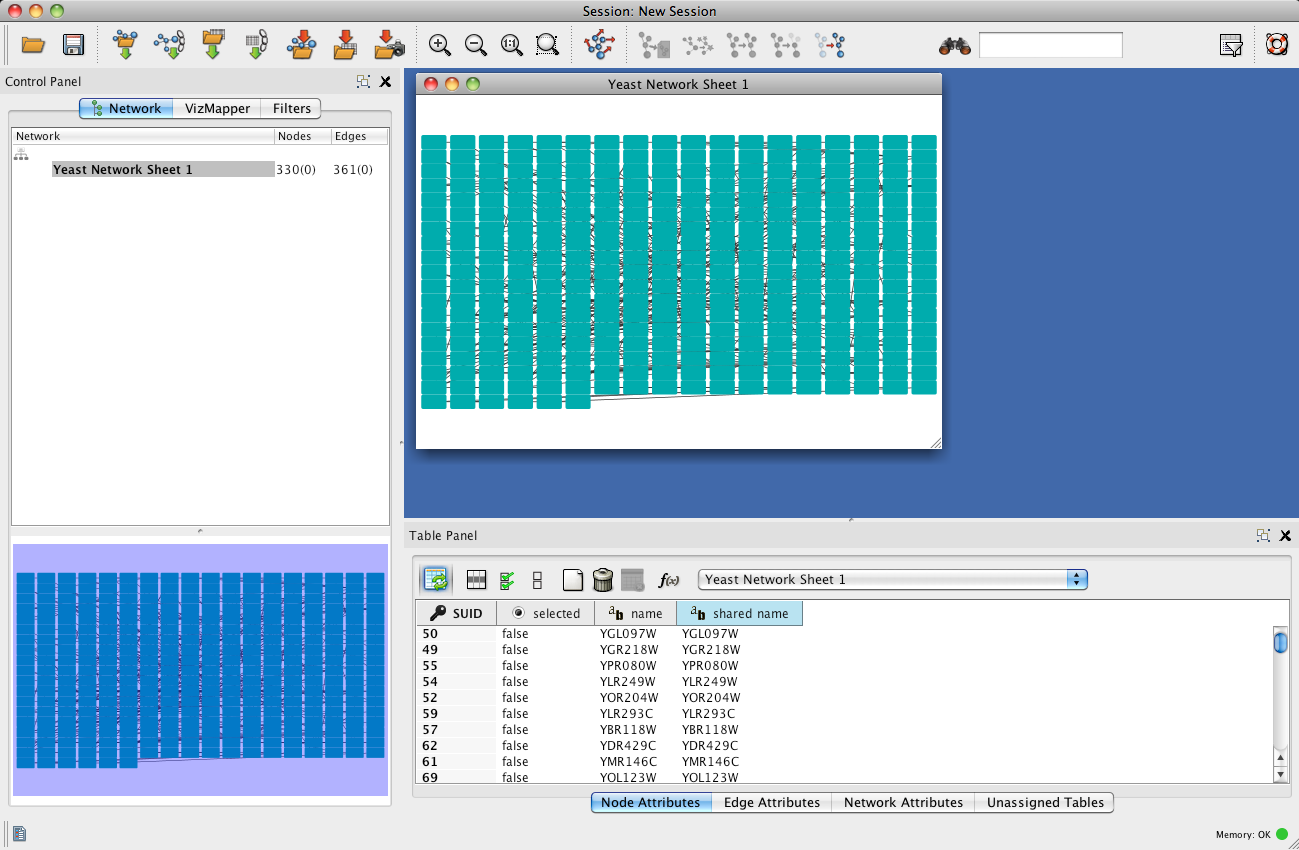 Session: New Session
Control Panel
Network VizMapper Filters
Network Nodes Edges
Yeast Network Sheet 1 330(0) 361(0)
Yeast Network Sheet 1
Table Panel
f(x) Yeast Network Sheet 1
SUID selected ab name ab shared name
50 false YGL097W YGL097W
49 false YGR218W YGR218W
55 false YPR080W YPR080W
54 false YLR249W YLR249W
52 false YOR204W YOR204W
59 false YLR293C YLR293C
57 false YBR118W YBR118W
62 false YDR429C YDR429C
61 false YMR146C YMR146C
69 false YOL123W YOL123W
Node Attributes Edge Attributes Network Attributes Unassigned Tables
Memory: OK